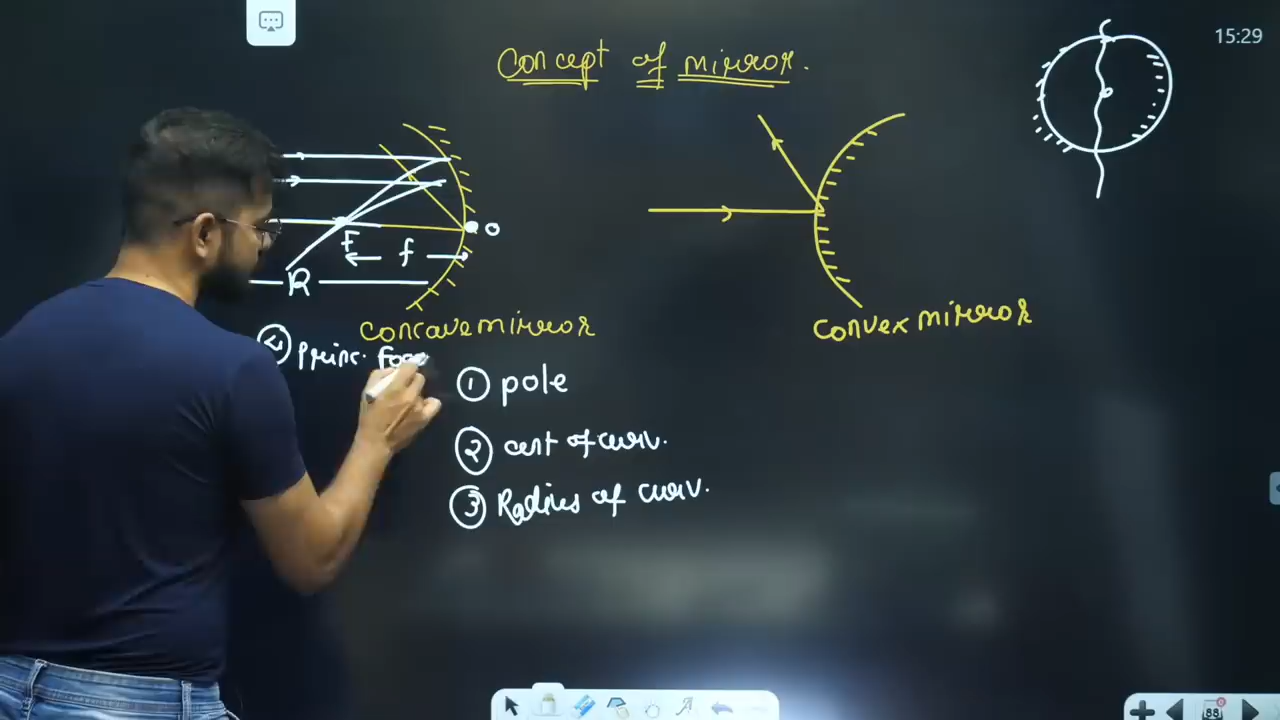 Concept of mirror.
15:29
o
F
f
R
concave mirror
convex mirror
④ princ. Foc
① pole
② cent of curv.
③ Radius of curv.
88